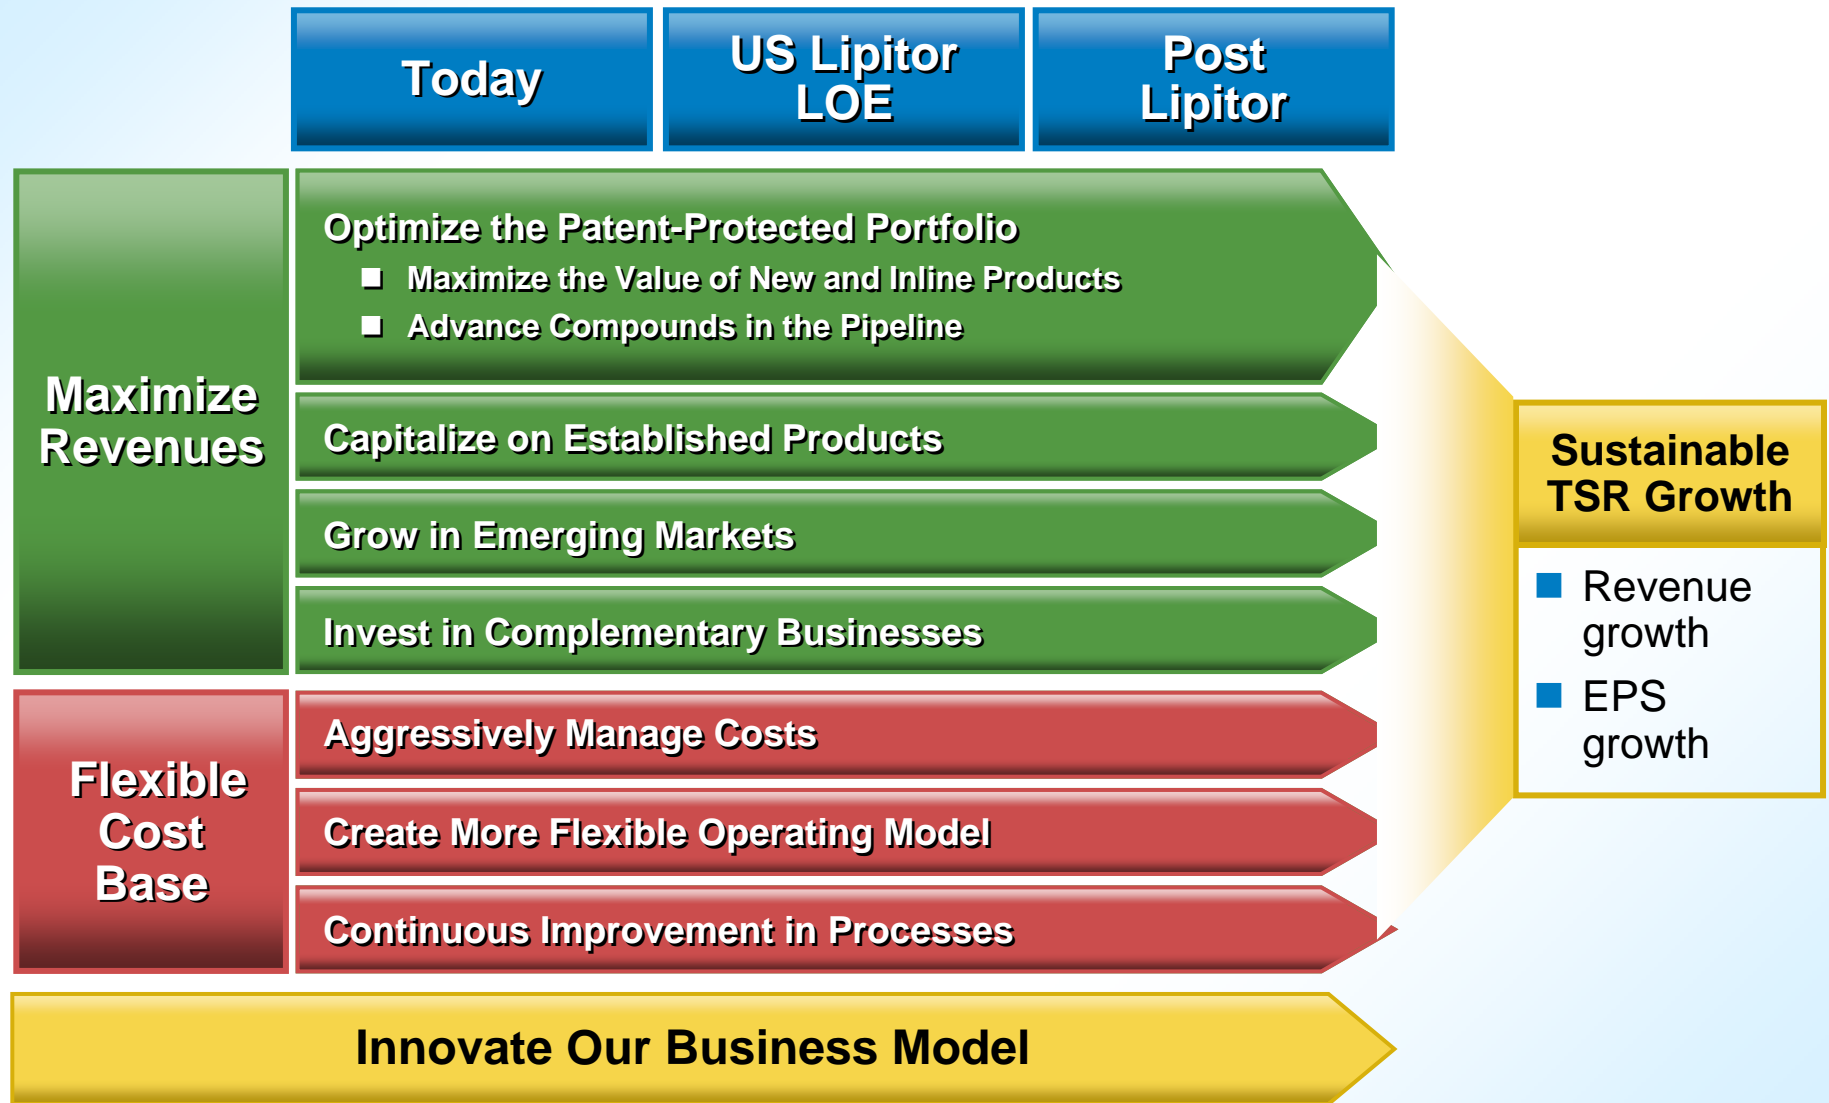 Today
US Lipitor
LOE
Post
Lipitor
Maximize
Revenues
Optimize the Patent-Protected Portfolio
■ Maximize the Value of New and Inline Products
■ Advance Compounds in the Pipeline
Capitalize on Established Products
Grow in Emerging Markets
Invest in Complementary Businesses
Flexible
Cost
Base
Aggressively Manage Costs
Create More Flexible Operating Model
Continuous Improvement in Processes
Sustainable
TSR Growth
■ Revenue
growth
■ EPS
growth
Innovate Our Business Model